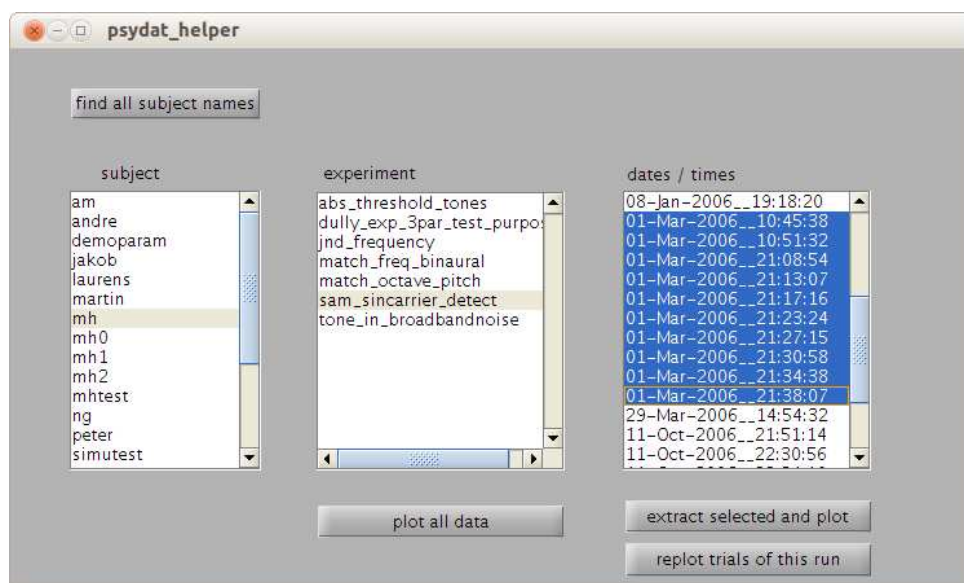 psydat_helper
find all subject names
subject
am
andre
demoparam
jakob
laurens
martin
mh
mh0
mh1
mh2
mhtest
ng
peter
simutest
experiment
abs_threshold_tones
dully_exp_3par_test_purpo
jnd_frequency
match_freq_binaural
match_octave_pitch
sam_sincarrier_detect
tone_in_broadbandnoise
plot all data
dates / times
08-Jan-2006__19:18:20
01-Mar-2006__10:45:38
01-Mar-2006__10:51:32
01-Mar-2006__21:08:54
01-Mar-2006__21:13:07
01-Mar-2006__21:17:16
01-Mar-2006__21:23:24
01-Mar-2006__21:27:15
01-Mar-2006__21:30:58
01-Mar-2006__21:34:38
01-Mar-2006__21:38:07
29-Mar-2006__14:54:32
11-Oct-2006__21:51:14
11-Oct-2006__22:30:56
extract selected and plot
replot trials of this run